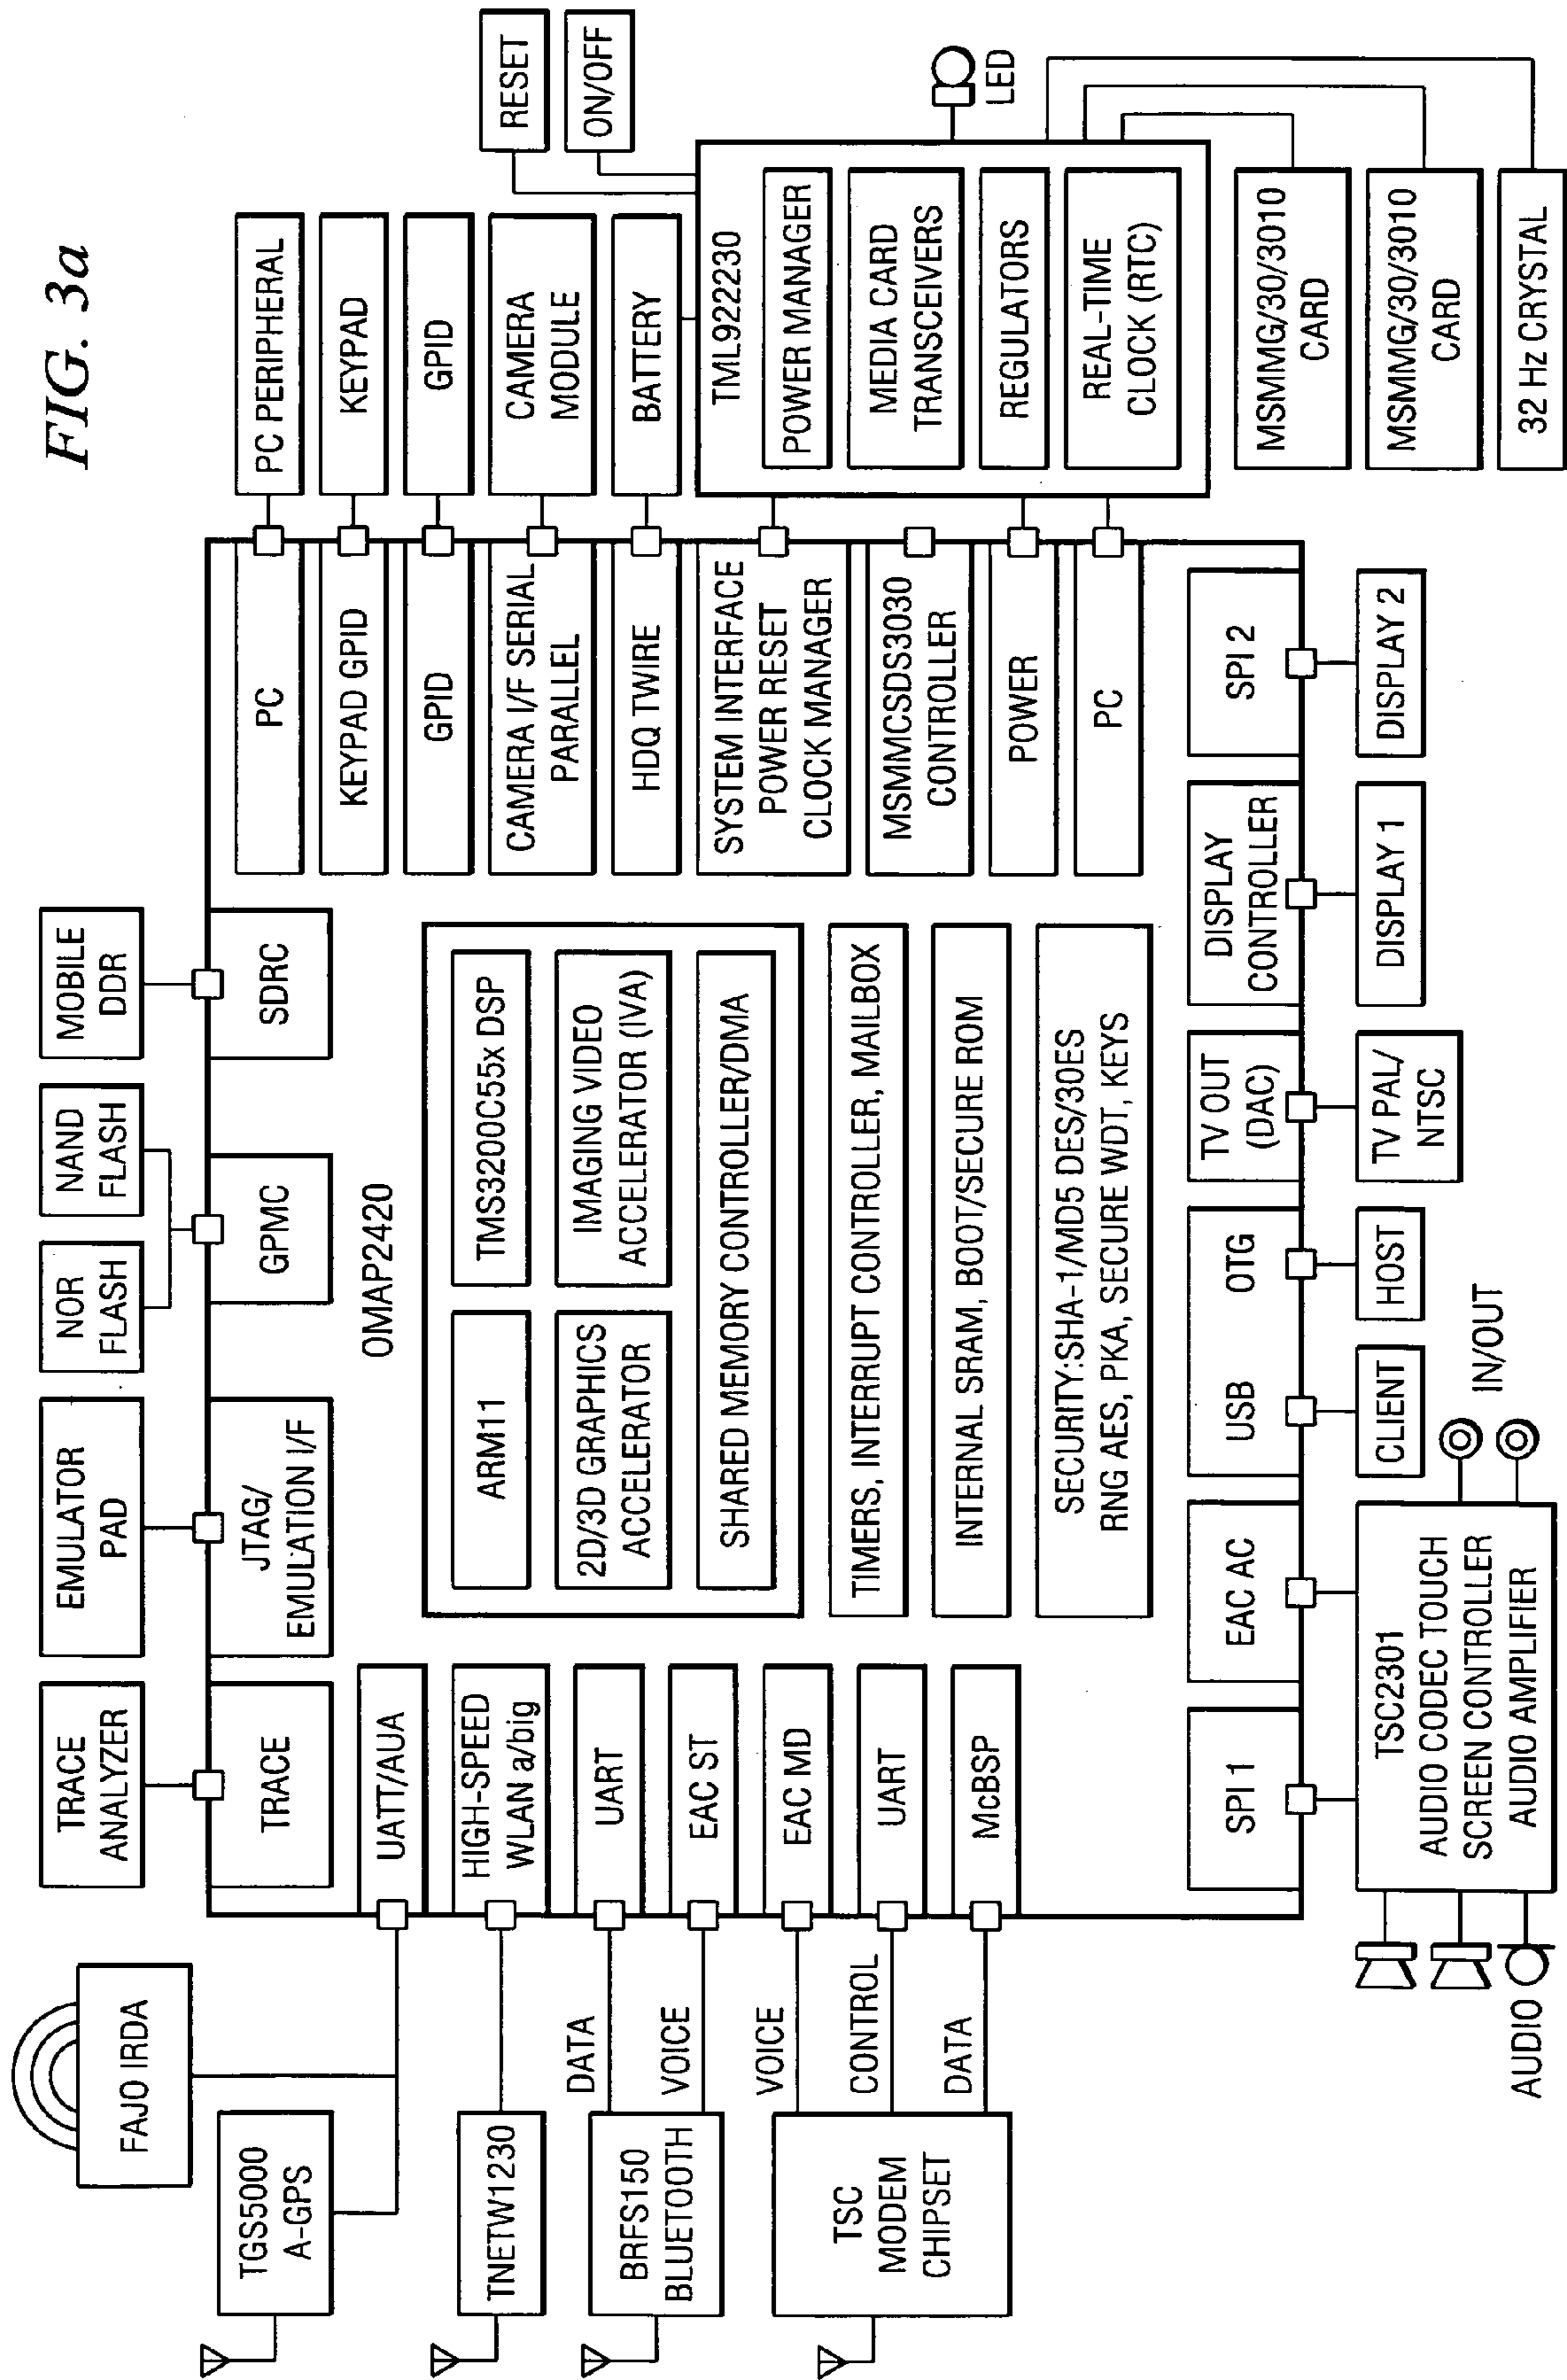 FIG. 3a
FAJO IRDA
TGS5000
A-GPS
TNETW1230
BRFS150
BLUETOOTH
TSC
MODEM
CHIPSET
DATA
VOICE
VOICE
CONTROL
DATA
TRACE
ANALYZER
EMULATOR
PAD
NOR
FLASH
NAND
FLASH
MOBILE
DDR
TRACE
JTAG/
EMULATION I/F
GPMC
SDRC
OMAP2420
UATT/AUA
HIGH-SPEED
WLAN a/big
UART
EAC ST
EAC MD
UART
McBSP
ARM11
TMS3200C55x DSP
2D/3D GRAPHICS
ACCELERATOR
IMAGING VIDEO
ACCELERATOR (IVA)
SHARED MEMORY CONTROLLER/DMA
TIMERS, INTERRUPT CONTROLLER, MAILBOX
INTERNAL SRAM, BOOT/SECURE ROM
SECURITY:SHA-1/MD5 DES/30ES
RNG AES, PKA, SECURE WDT, KEYS
PC
KEYPAD GPID
GPID
CAMERA I/F SERIAL
PARALLEL
HDQ TWIRE
SYSTEM INTERFACE
POWER RESET
CLOCK MANAGER
MSMMCSDS3030
CONTROLLER
POWER
PC
PC PERIPHERAL
KEYPAD
GPID
CAMERA
MODULE
BATTERY
RESET
ON/OFF
TML922230
POWER MANAGER
MEDIA CARD
TRANSCEIVERS
REGULATORS
REAL-TIME
CLOCK (RTC)
LED
MSMMG/30/3010
CARD
MSMMG/30/3010
CARD
32 Hz CRYSTAL
SPI 1
EAC AC
USB
OTG
TV OUT
(DAC)
DISPLAY
CONTROLLER
SPI 2
TSC2301
AUDIO CODEC TOUCH
SCREEN CONTROLLER
AUDIO AMPLIFIER
AUDIO
IN/OUT
CLIENT
HOST
TV PAL/
NTSC
DISPLAY 1
DISPLAY 2